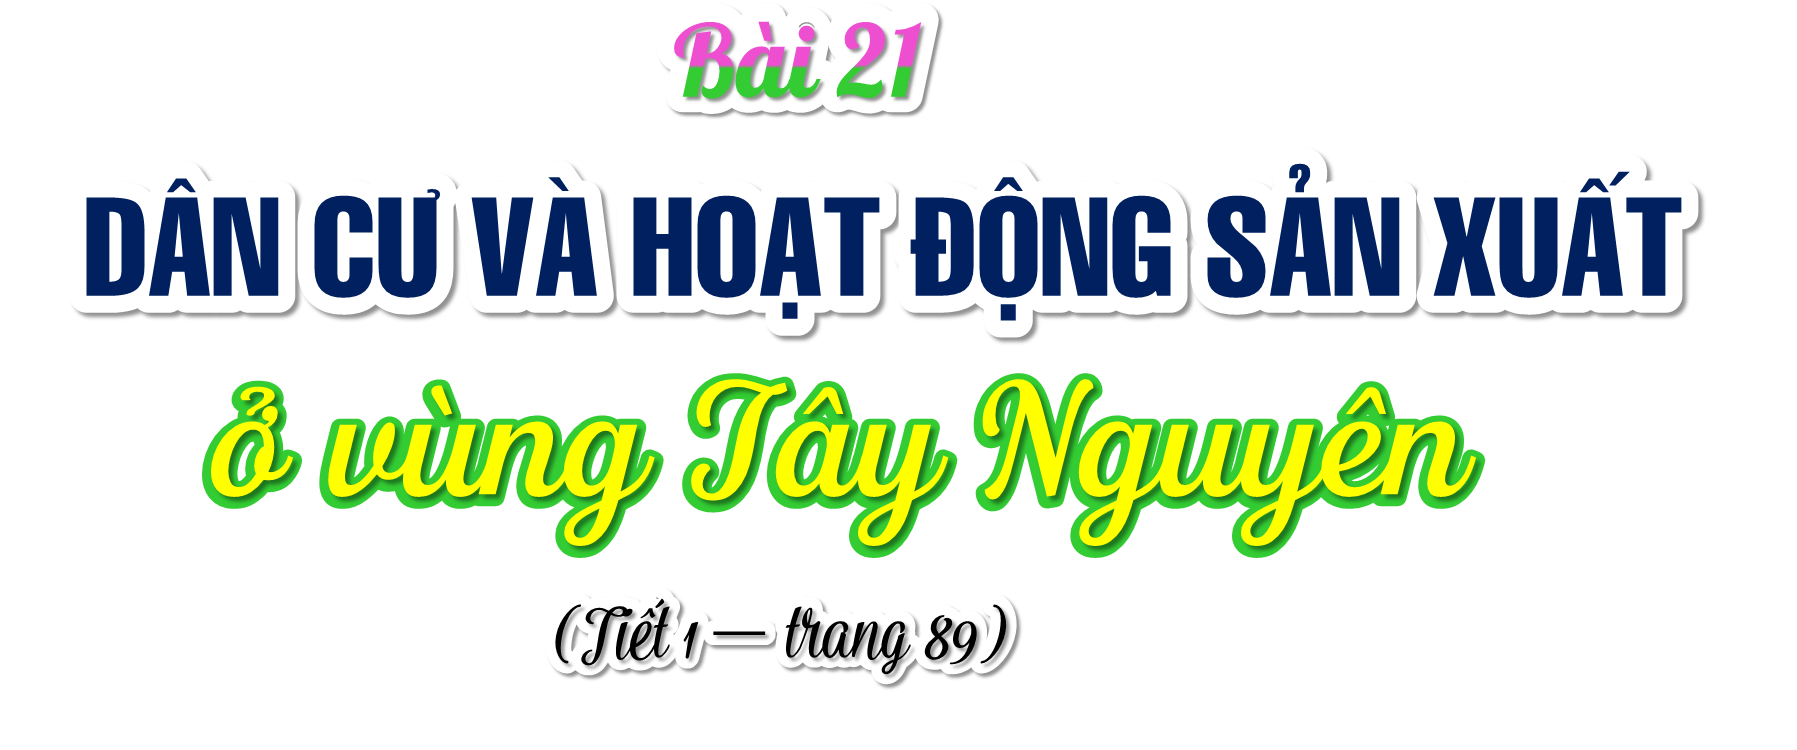 Bài 21
DÂN CƯ VÀ HOẠT ĐỘNG SẢN XUẤT
ở vùng Tây Nguyên
(Tiết 1 — trang 89)